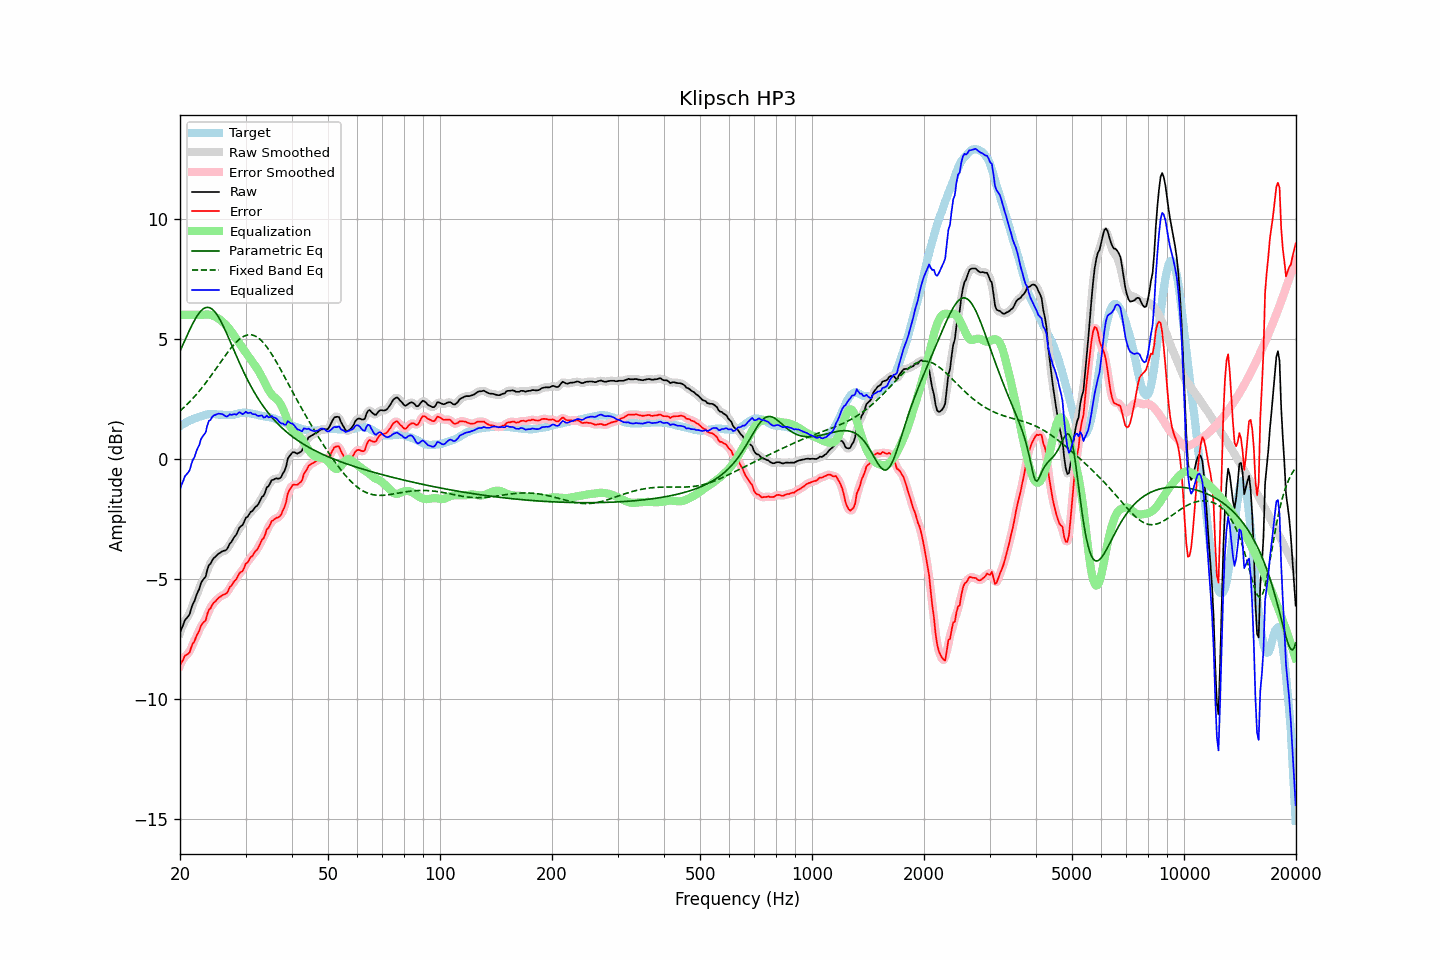 Klipsch HP3
Target
Raw Smoothed
Error Smoothed
Raw
Error
Equalization
Parametric Eq
Fixed Band Eq
Equalized
Amplitude (dBr)
10
5
0
−5
−10
−15
20
50
100
200
500
1000
2000
5000
10000
20000
Frequency (Hz)